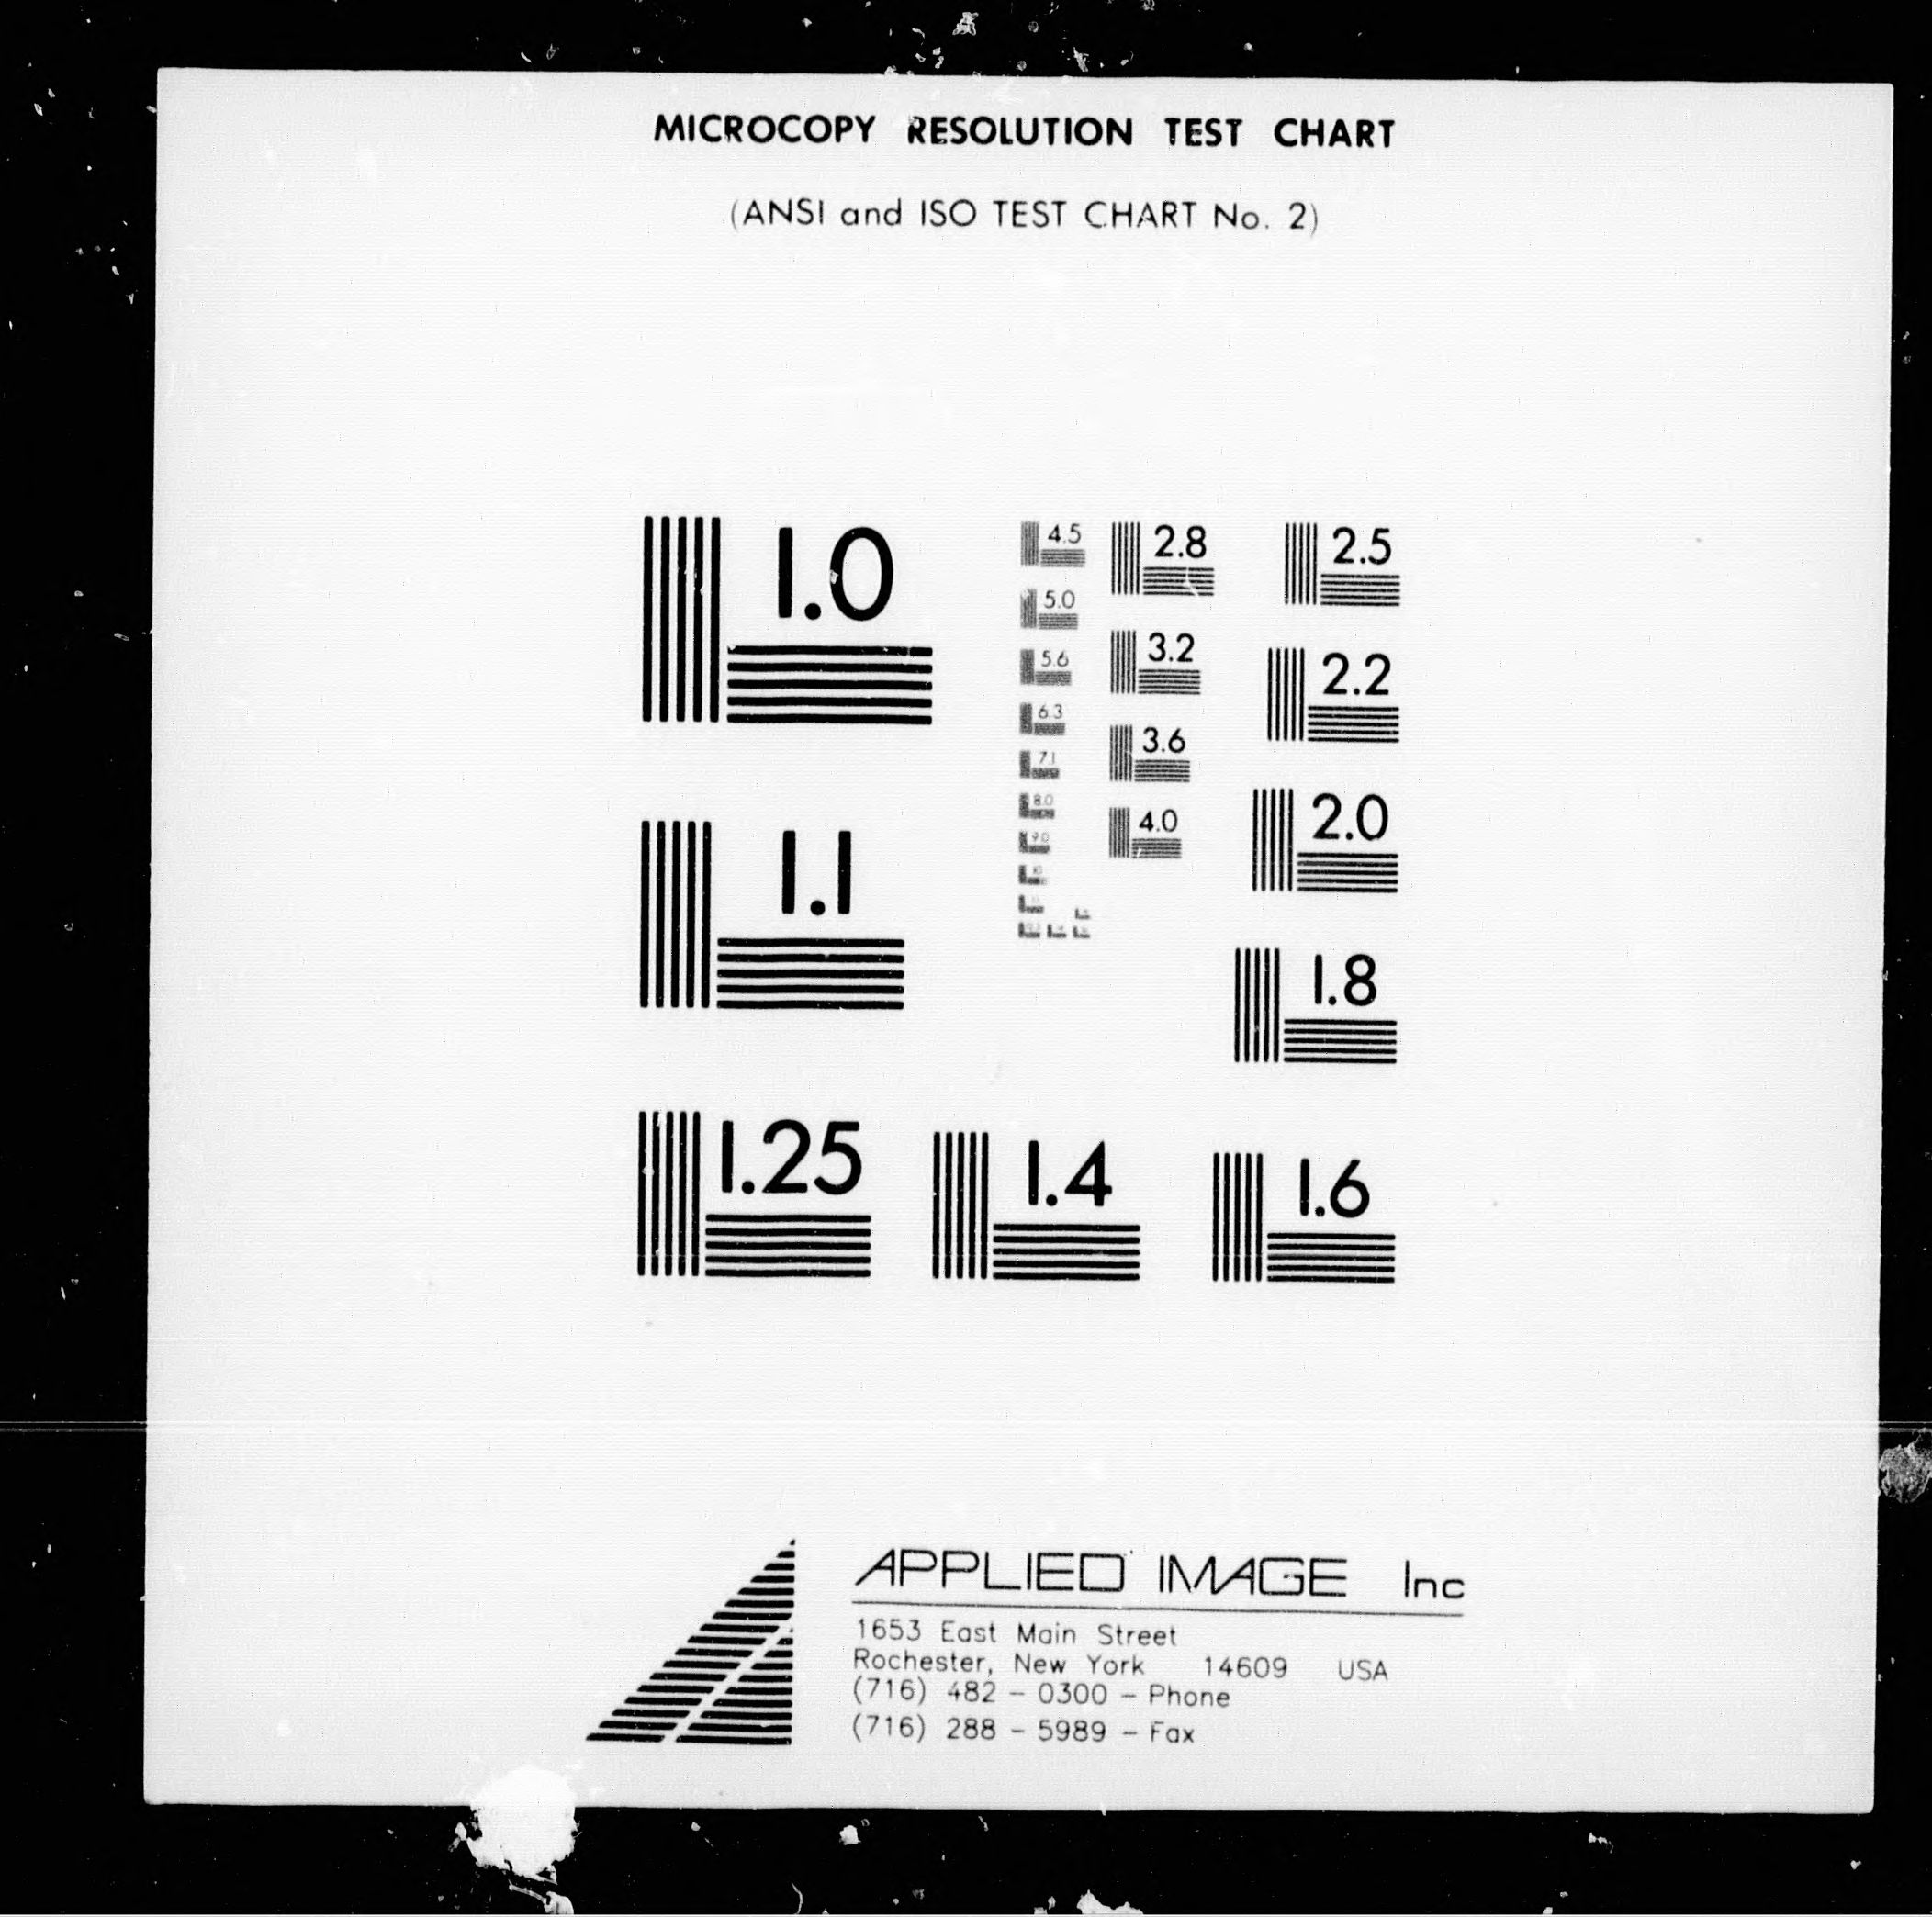 MICROCOPY RESOLUTION TEST CHART
(ANSI and ISO TEST CHART No. 2)
1.0
1.1
1.25
1.4
1.6
1.8
2.0
2.2
2.5
2.8
3.2
3.6
4.0
4.5
5.0
5.6
6.3
7.1
8.0
9.0
APPLIED IMAGE Inc
1653 East Main Street
Rochester, New York 14609 USA
(716) 482 - 0300 - Phone
(716) 288 - 5989 - Fax